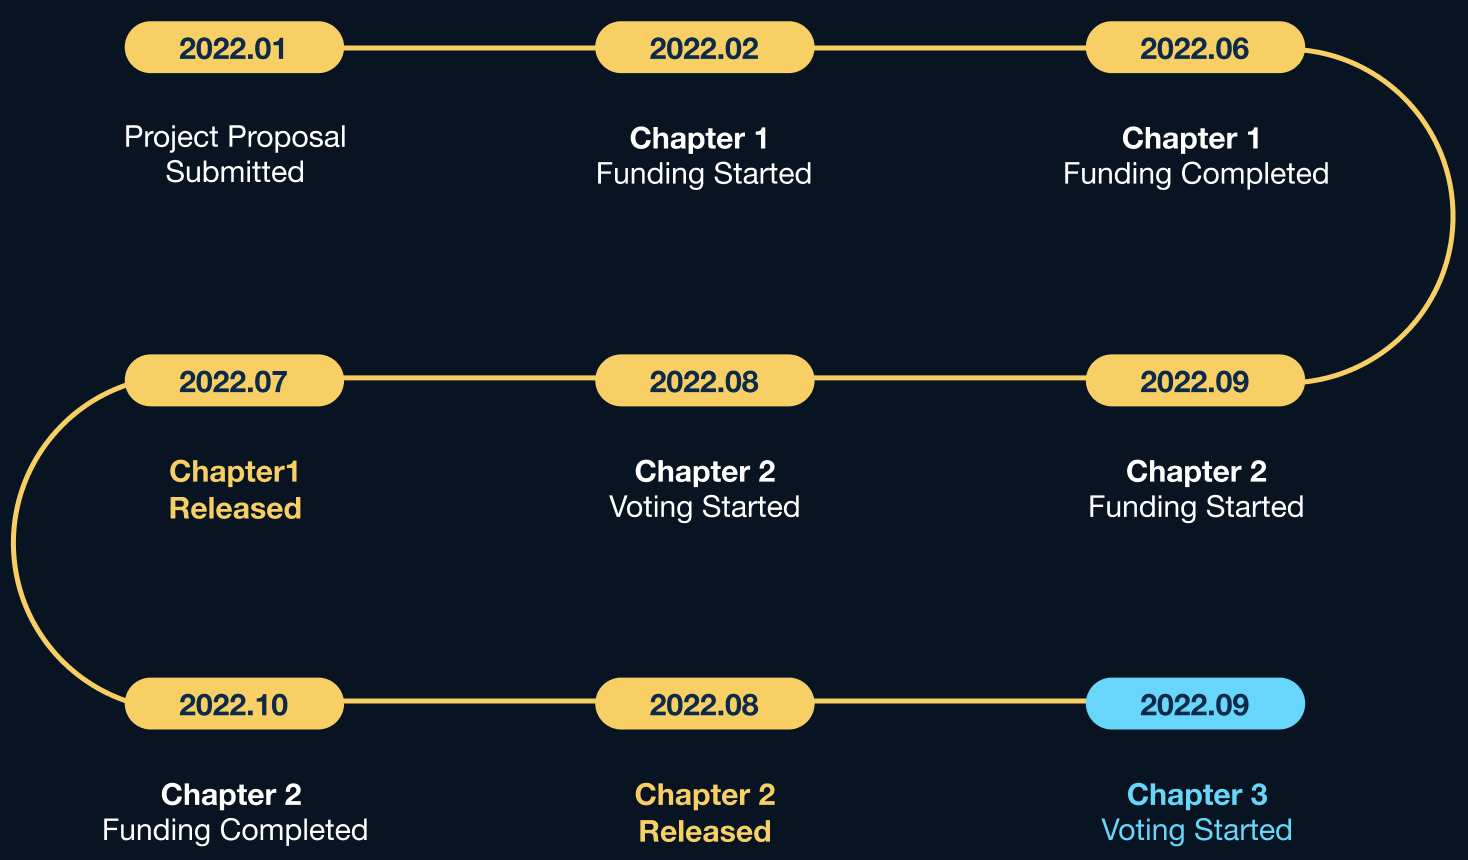 2022.01
Project Proposal
Submitted
2022.02
Chapter 1
Funding Started
2022.06
Chapter 1
Funding Completed
2022.07
Chapter1
Released
2022.08
Chapter 2
Voting Started
2022.09
Chapter 2
Funding Started
2022.10
Chapter 2
Funding Completed
2022.08
Chapter 2
Released
2022.09
Chapter 3
Voting Started